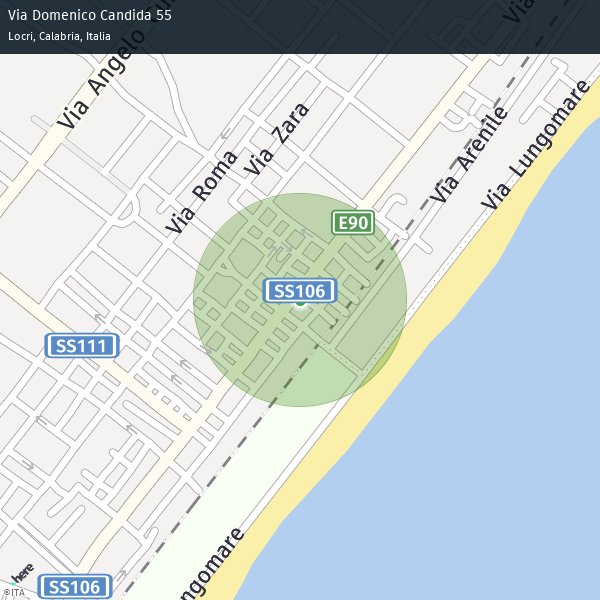 Via Domenico Candida 55
Locri, Calabria, Italia
Via Angelo
Via
Via Zara
Via Roma
Via Arenile
Via Lungomare
E90
SS106
SS111
ngomare
SS106
here
©ITA